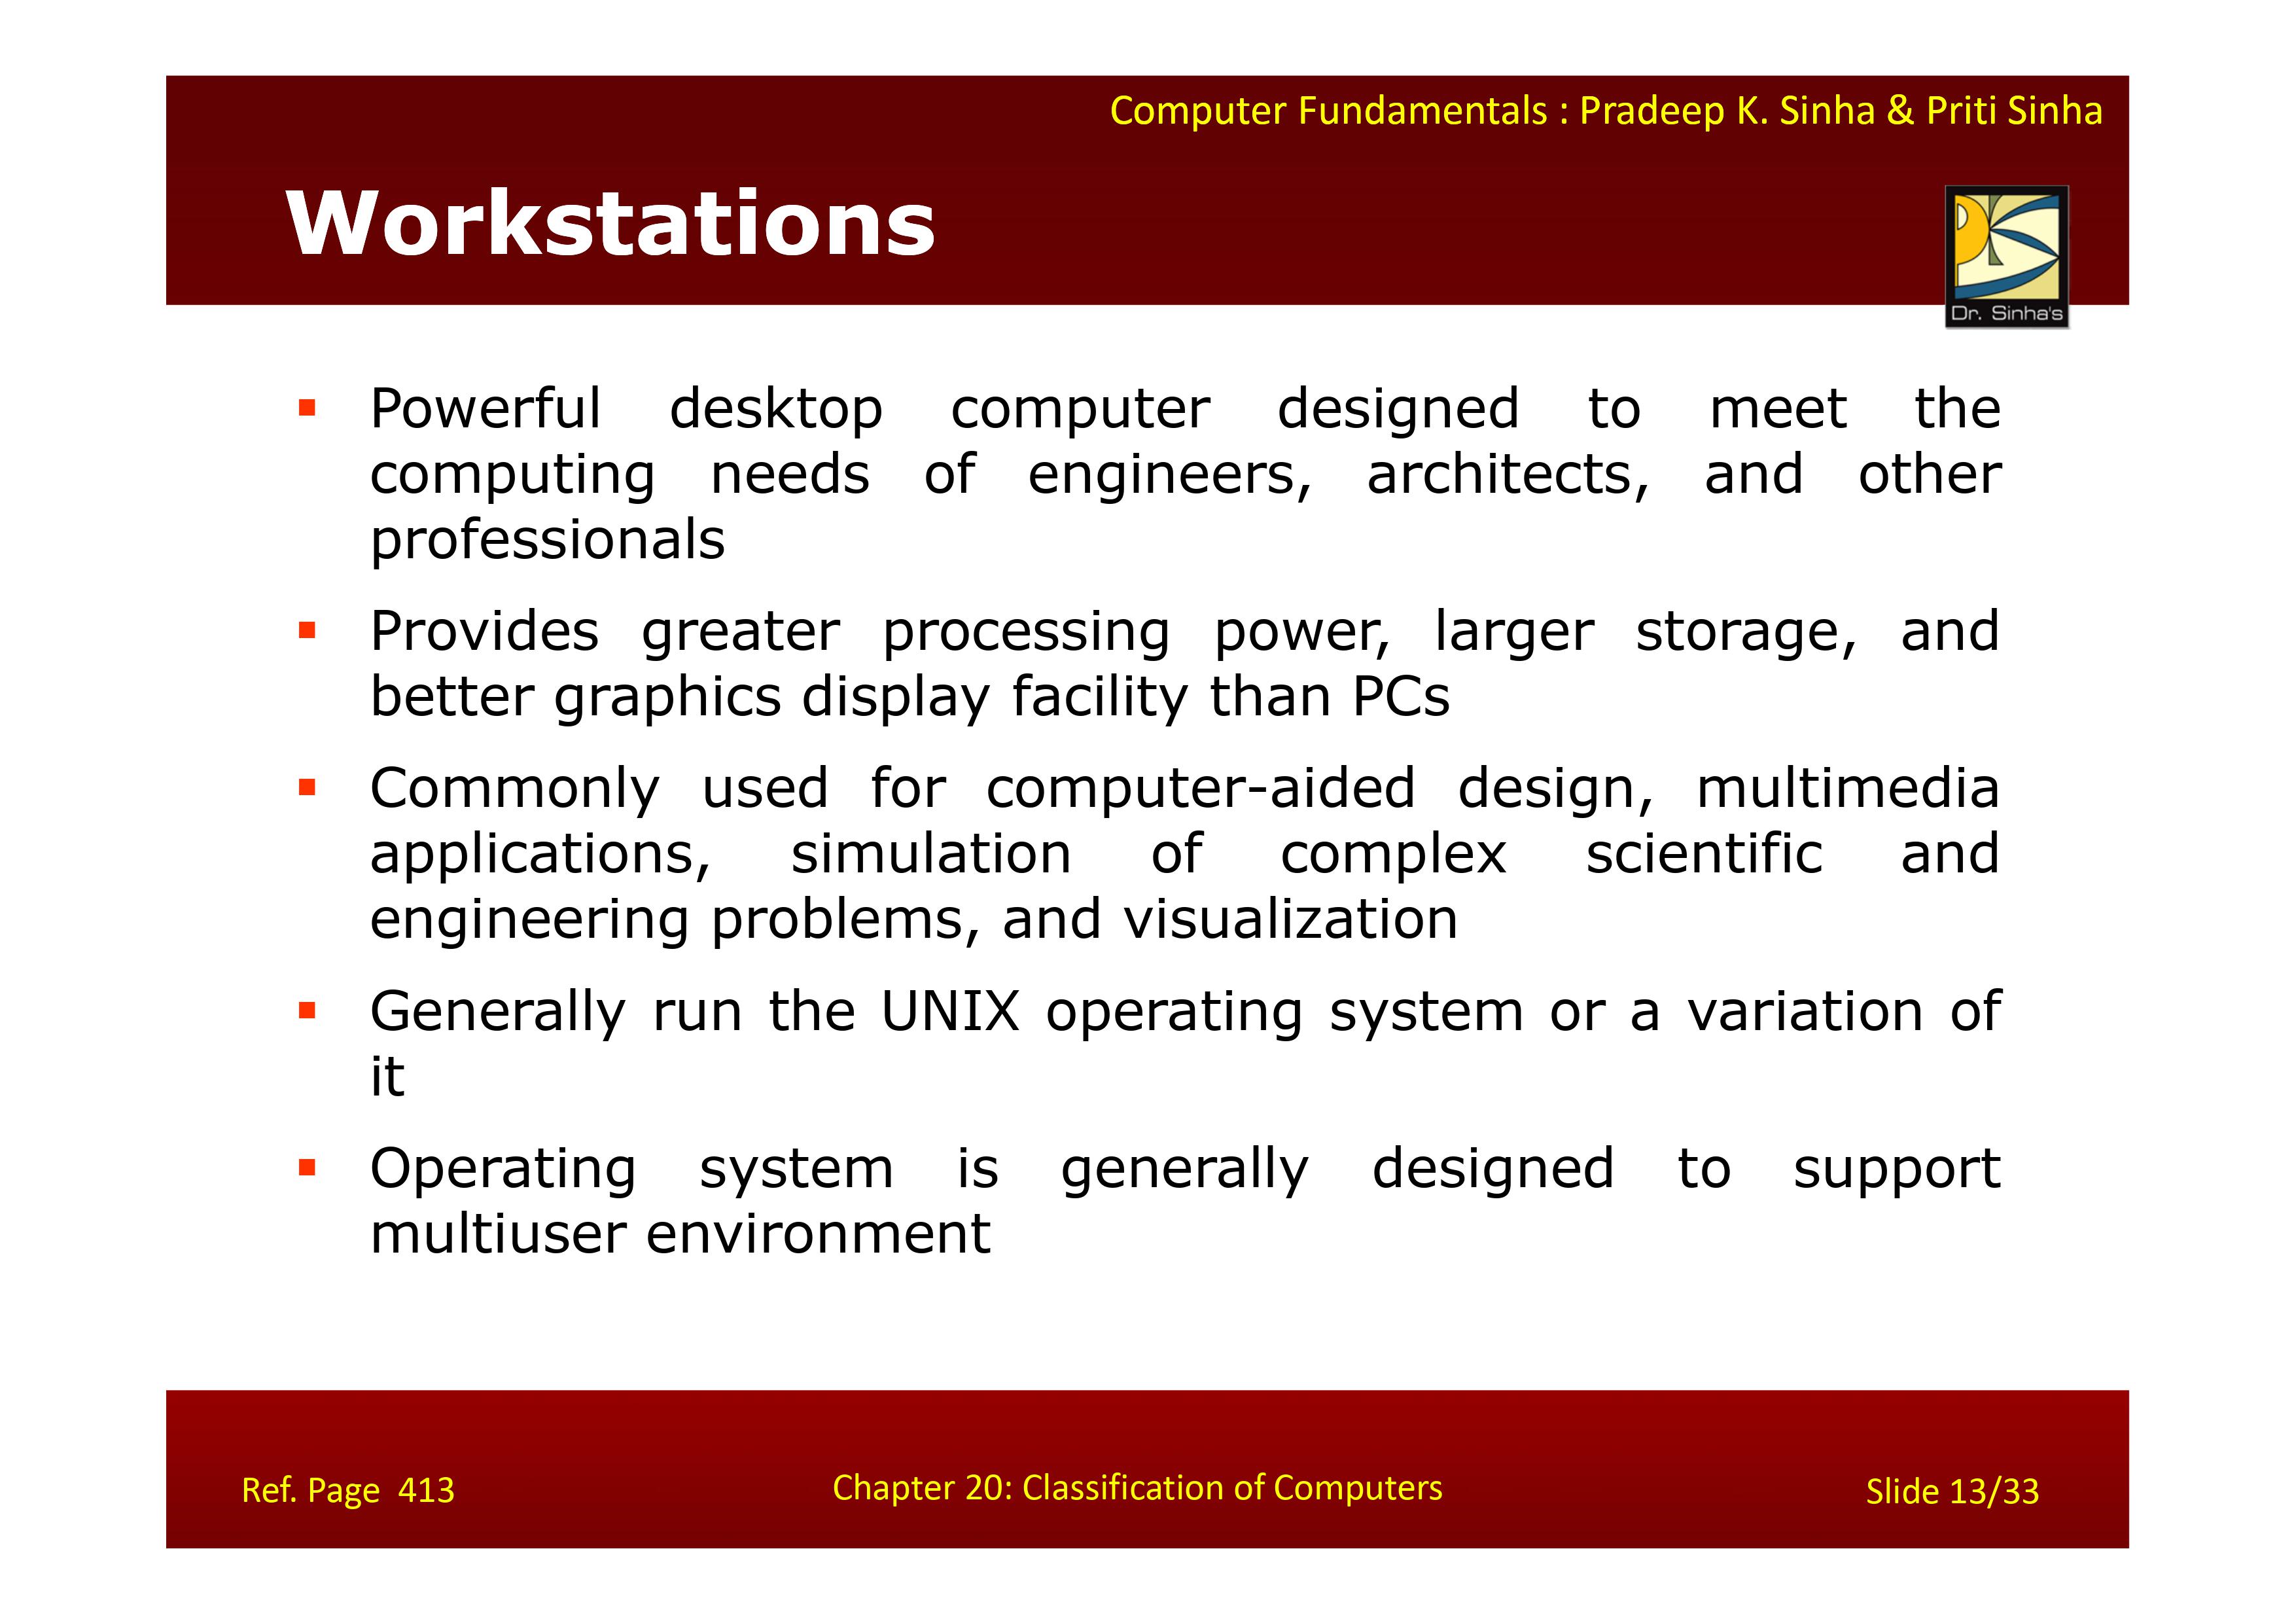 Computer Fundamentals : Pradeep K. Sinha & Priti Sinha
Workstations
Dr. Sinha's
▪ Powerful desktop computer designed to meet the
computing needs of engineers, architects, and other
professionals
▪ Provides greater processing power, larger storage, and
better graphics display facility than PCs
▪ Commonly used for computer-aided design, multimedia
applications, simulation of complex scientific and
engineering problems, and visualization
▪ Generally run the UNIX operating system or a variation of
it
▪ Operating system is generally designed to support
multiuser environment
Ref. Page 413
Chapter 20: Classification of Computers
Slide 13/33